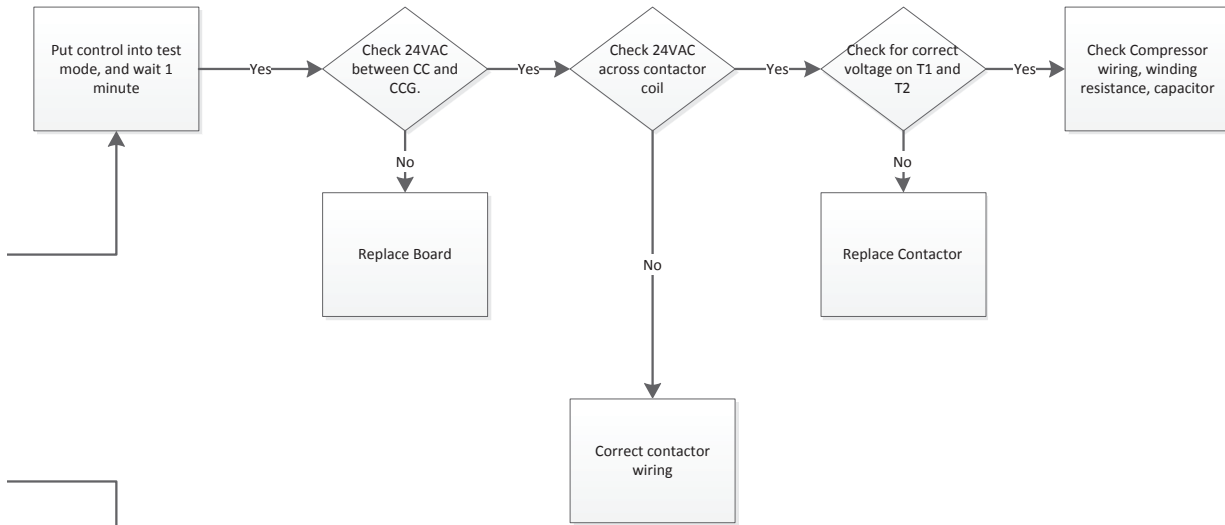 Put control into test
mode, and wait 1
minute
Yes
Check 24VAC
between CC and
CCG.
Yes
Check 24VAC
across contactor
coil
Yes
Check for correct
voltage on T1 and
T2
Yes
Check Compressor
wiring, winding
resistance, capacitor
No
Replace Board
No
Replace Contactor
No
Correct contactor
wiring